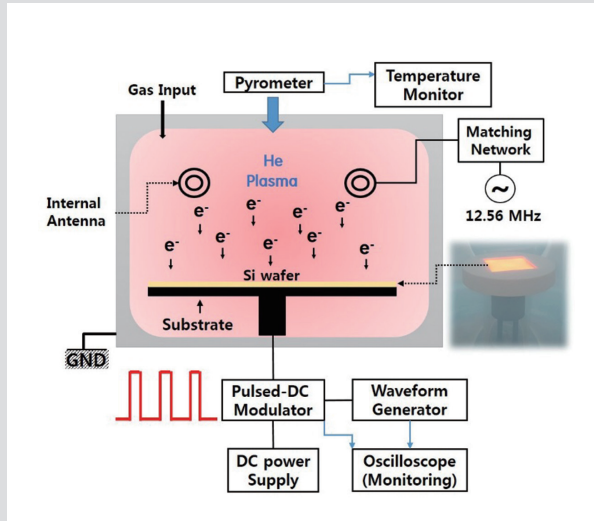 Pyrometer
Temperature
Monitor
Gas Input
Matching
Network
He
Plasma
~
12.56 MHz
Internal
Antenna
e-
e-
e-
e-
e-
e-
e-
e-
e-
Si wafer
Substrate
GND
Pulsed-DC
Modulator
Waveform
Generator
DC power
Supply
Oscilloscope
(Monitoring)